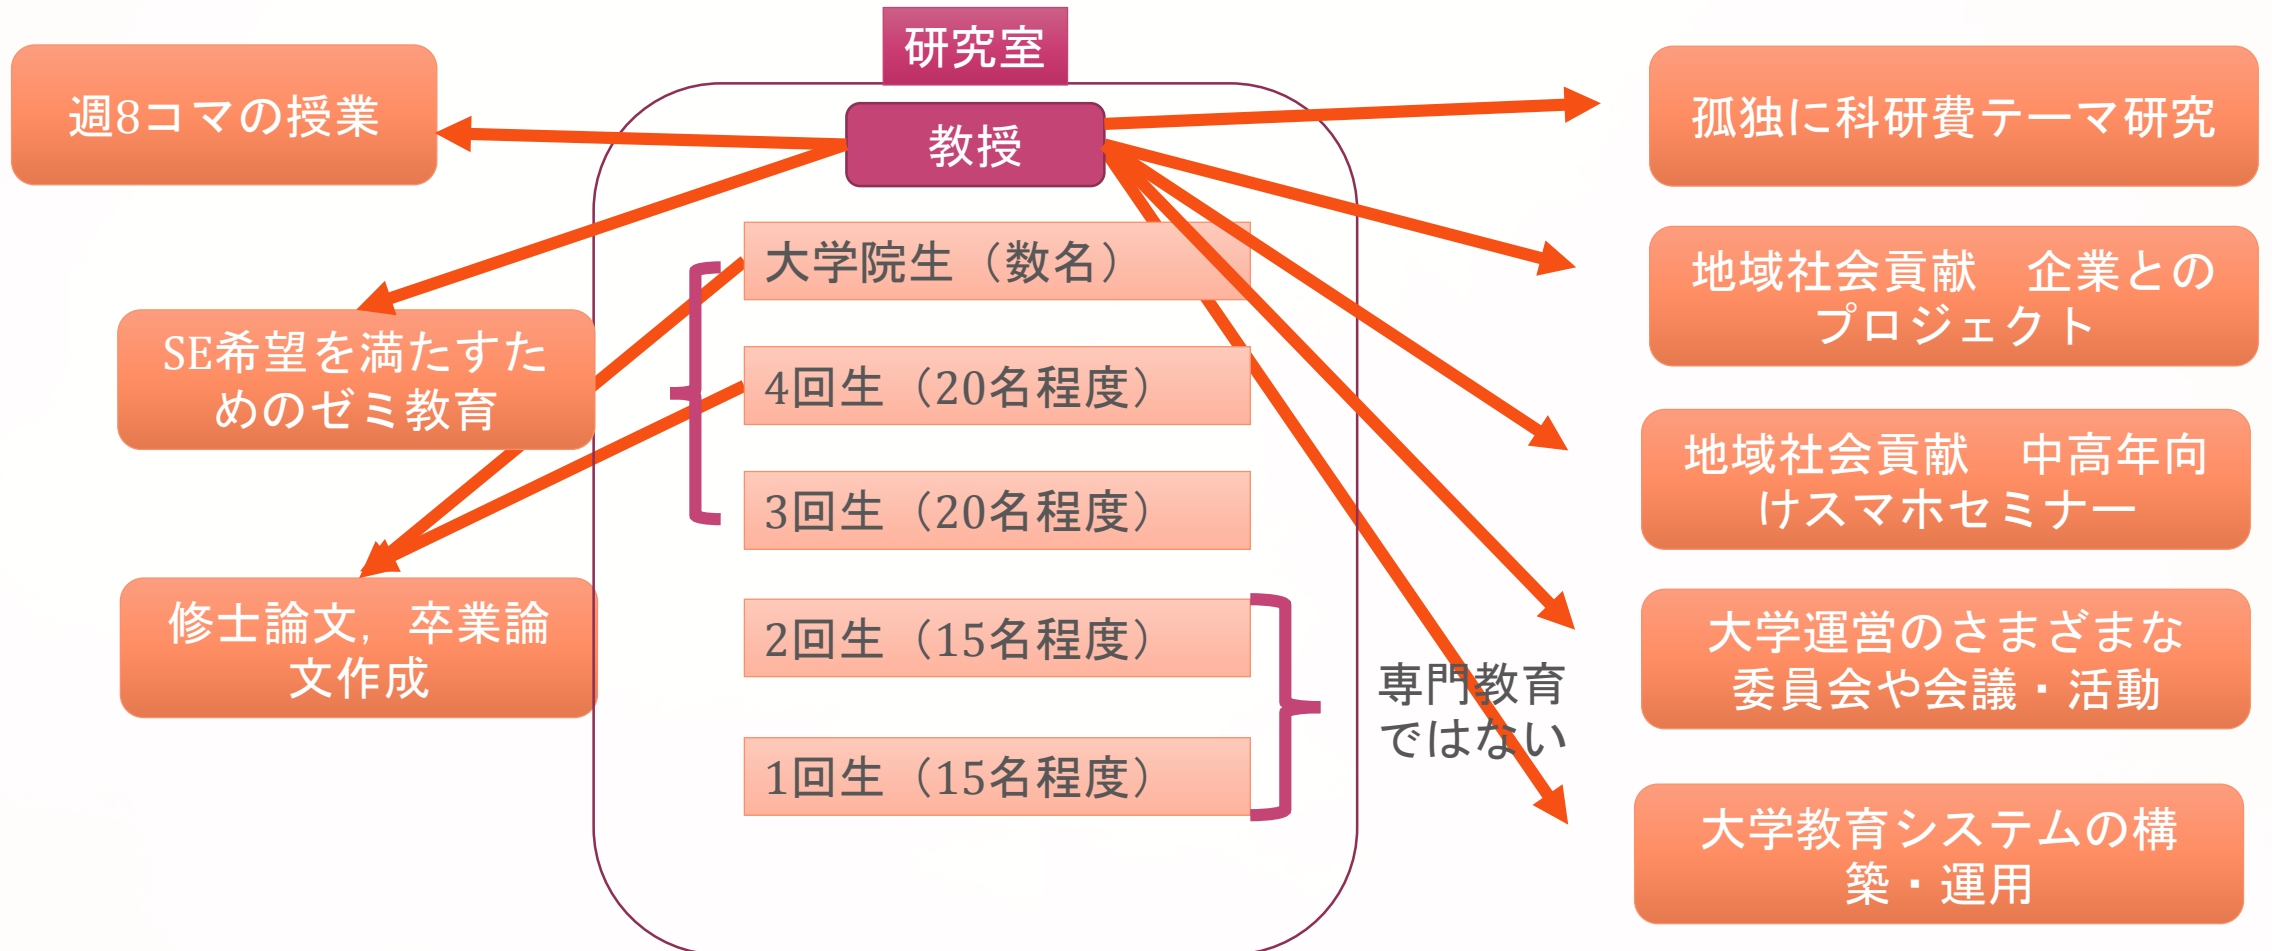 研究室
教授
週8コマの授業
SE希望を満たすた
めのゼミ教育
修士論文，卒業論
文作成
大学院生（数名）
4回生（20名程度）
3回生（20名程度）
2回生（15名程度）
1回生（15名程度）
専門教育
ではない
孤独に科研費テーマ研究
地域社会貢献　企業との
プロジェクト
地域社会貢献　中高年向
けスマホセミナー
大学運営のさまざまな
委員会や会議・活動
大学教育システムの構
築・運用